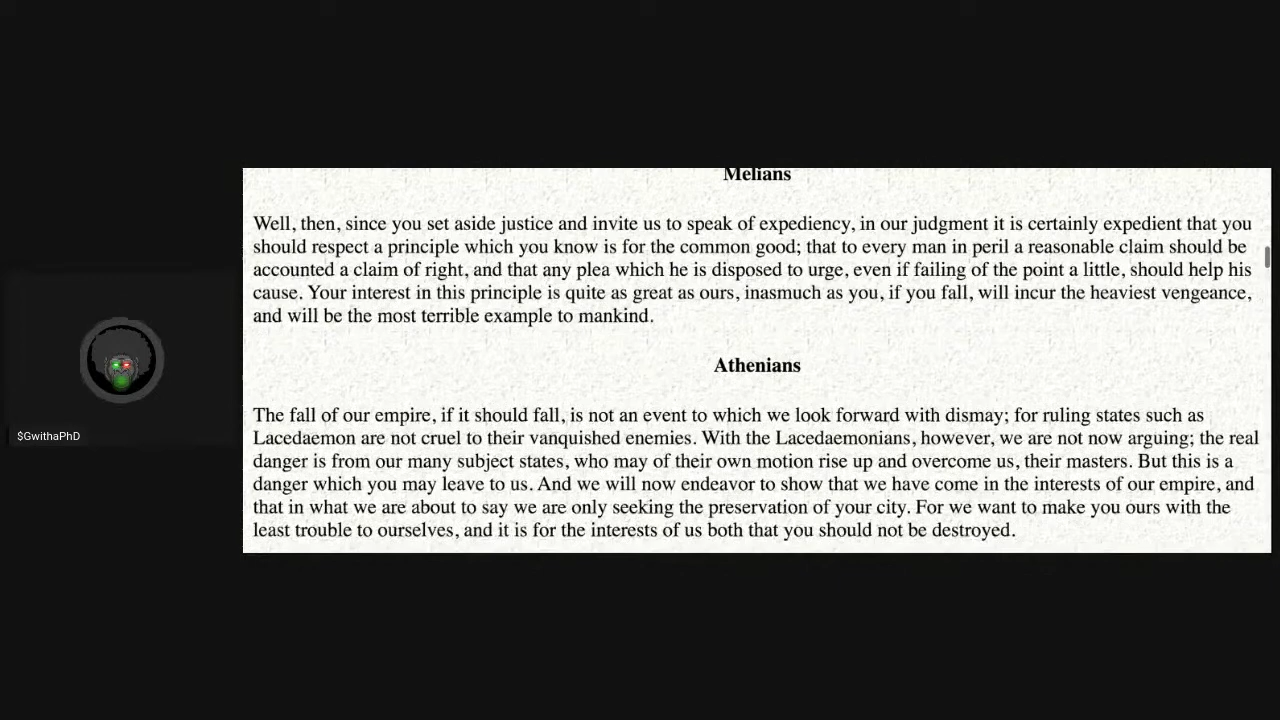 Melians
Well, then, since you set aside justice and invite us to speak of expediency, in our judgment it is certainly expedient that you
should respect a principle which you know is for the common good; that to every man in peril a reasonable claim should be
accounted a claim of right, and that any plea which he is disposed to urge, even if failing of the point a little, should help his
cause. Your interest in this principle is quite as great as ours, inasmuch as you, if you fall, will incur the heaviest vengeance,
and will be the most terrible example to mankind.
Athenians
The fall of our empire, if it should fall, is not an event to which we look forward with dismay; for ruling states such as
Lacedaemon are not cruel to their vanquished enemies. With the Lacedaemonians, however, we are not now arguing; the real
danger is from our many subject states, who may of their own motion rise up and overcome us, their masters. But this is a
danger which you may leave to us. And we will now endeavor to show that we have come in the interests of our empire, and
that in what we are about to say we are only seeking the preservation of your city. For we want to make you ours with the
least trouble to ourselves, and it is for the interests of us both that you should not be destroyed.
$GwithaPhD